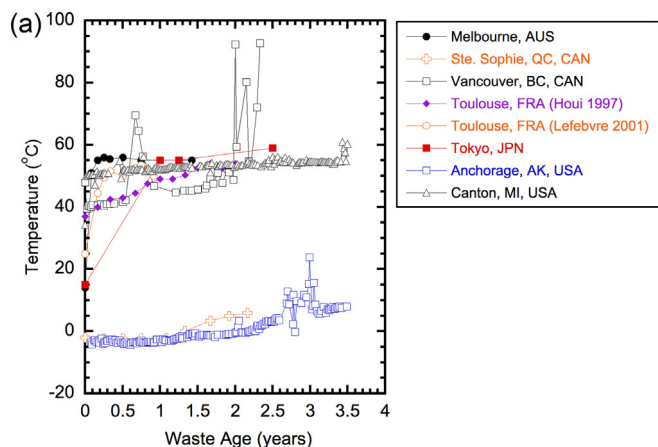 (a)
100
80
60
40
20
0
-20
Temperature (°C)
0 0.5 1 1.5 2 2.5 3 3.5 4
Waste Age (years)
Melbourne, AUS
Ste. Sophie, QC, CAN
Vancouver, BC, CAN
Toulouse, FRA (Houi 1997)
Toulouse, FRA (Lefebvre 2001)
Tokyo, JPN
Anchorage, AK, USA
Canton, MI, USA